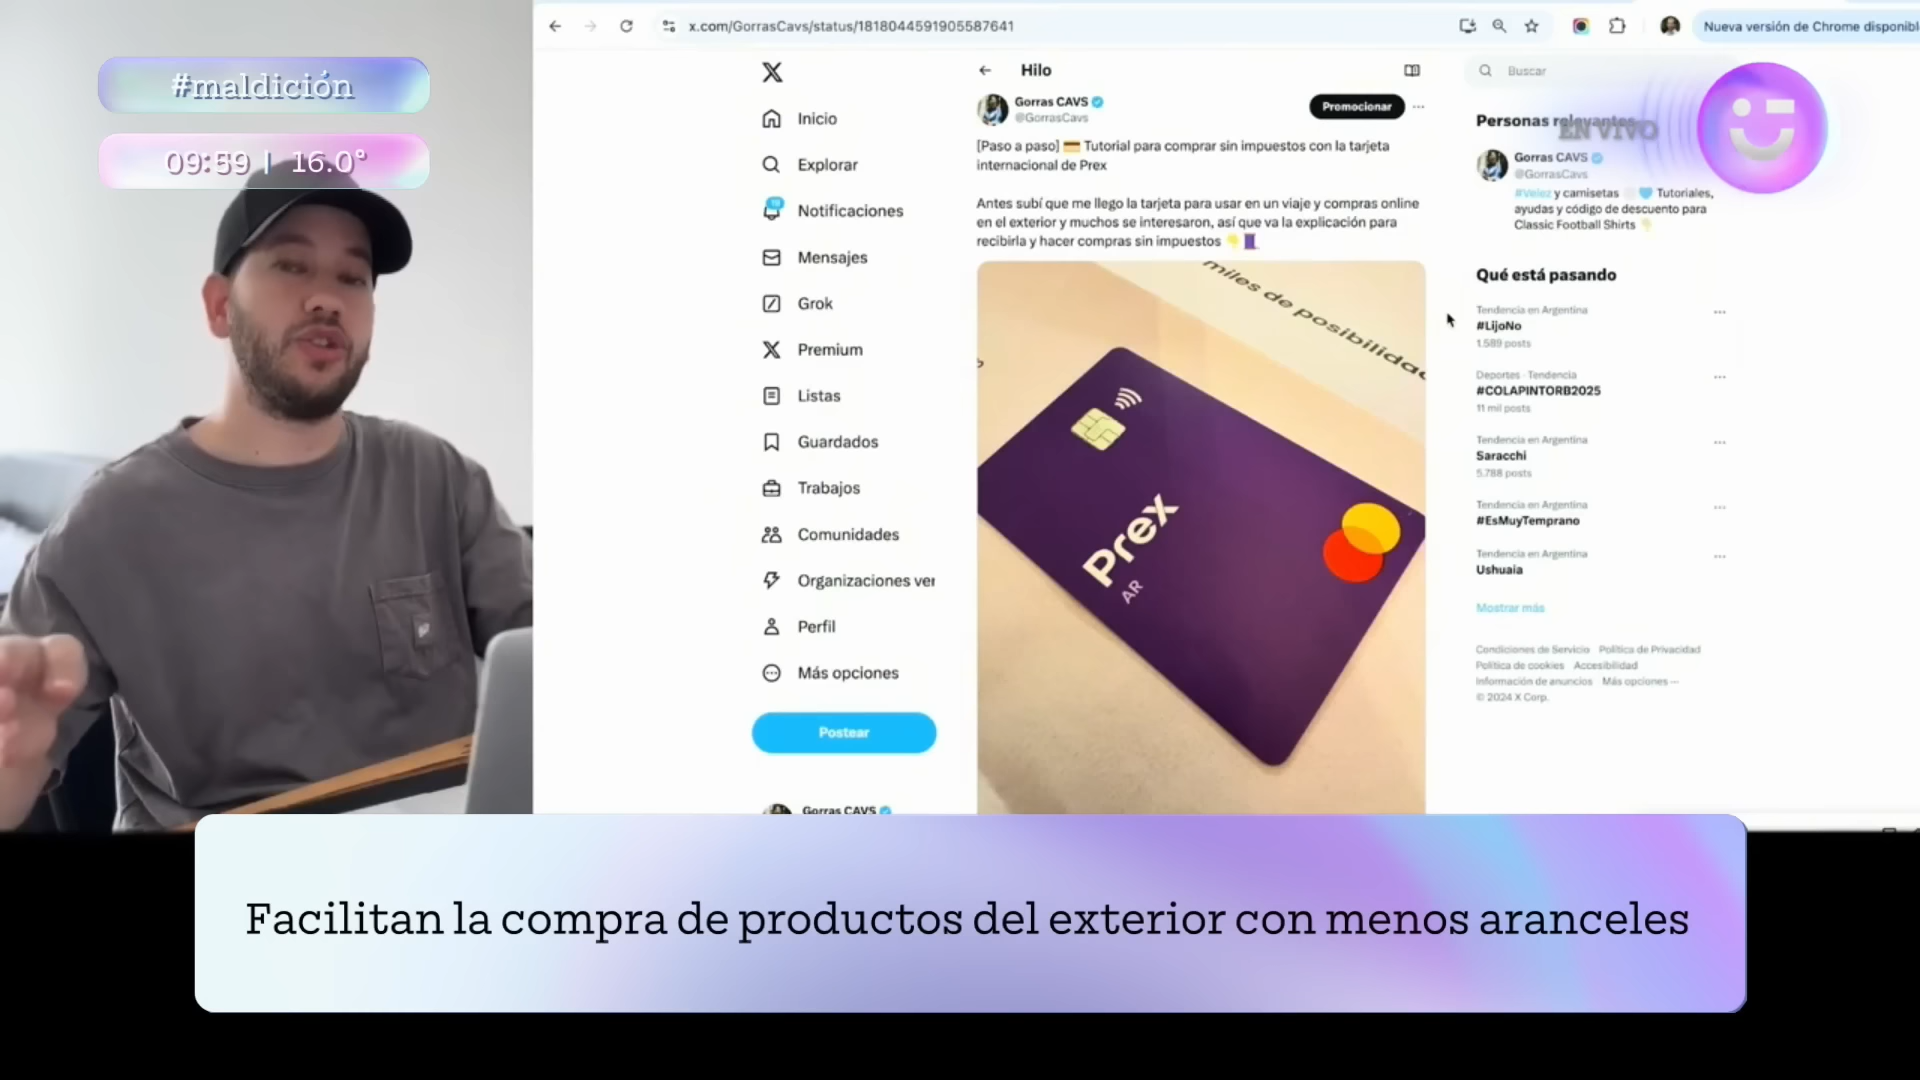 #maldición
09:59 | 16.0°
x.com/GorrasCavs/status/1818044591905587641
Nueva versión de Chrome disponibl
Inicio
Explorar
Notificaciones
Mensajes
Grok
Premium
Listas
Guardados
Trabajos
Comunidades
Organizaciones ver
Perfil
Más opciones
Postear
Gorras CAVS
Hilo
Gorras CAVS
@GorrasCavs
Promocionar
[Paso a paso] Tutorial para comprar sin impuestos con la tarjeta
internacional de Prex
Antes subí que me llego la tarjeta para usar en un viaje y compras online
en el exterior y muchos se interesaron, así que va la explicación para
recibirla y hacer compras sin impuestos
miles de posibilidad
Prex
AR
Buscar
Personas relevantes
EN VIVO
Gorras CAVS
@GorrasCavs
#Velez y camisetas Tutoriales,
ayudas y código de descuento para
Classic Football Shirts
Qué está pasando
Tendencia en Argentina
#LijoNo
1.589 posts
Deportes · Tendencia
#COLAPINTORB2025
11 mil posts
Tendencia en Argentina
Saracchi
5.788 posts
Tendencia en Argentina
#EsMuyTemprano
Tendencia en Argentina
Ushuaia
Mostrar más
Condiciones de Servicio Política de Privacidad
Política de cookies Accesibilidad
Información de anuncios Más opciones ···
© 2024 X Corp.
Facilitan la compra de productos del exterior con menos aranceles